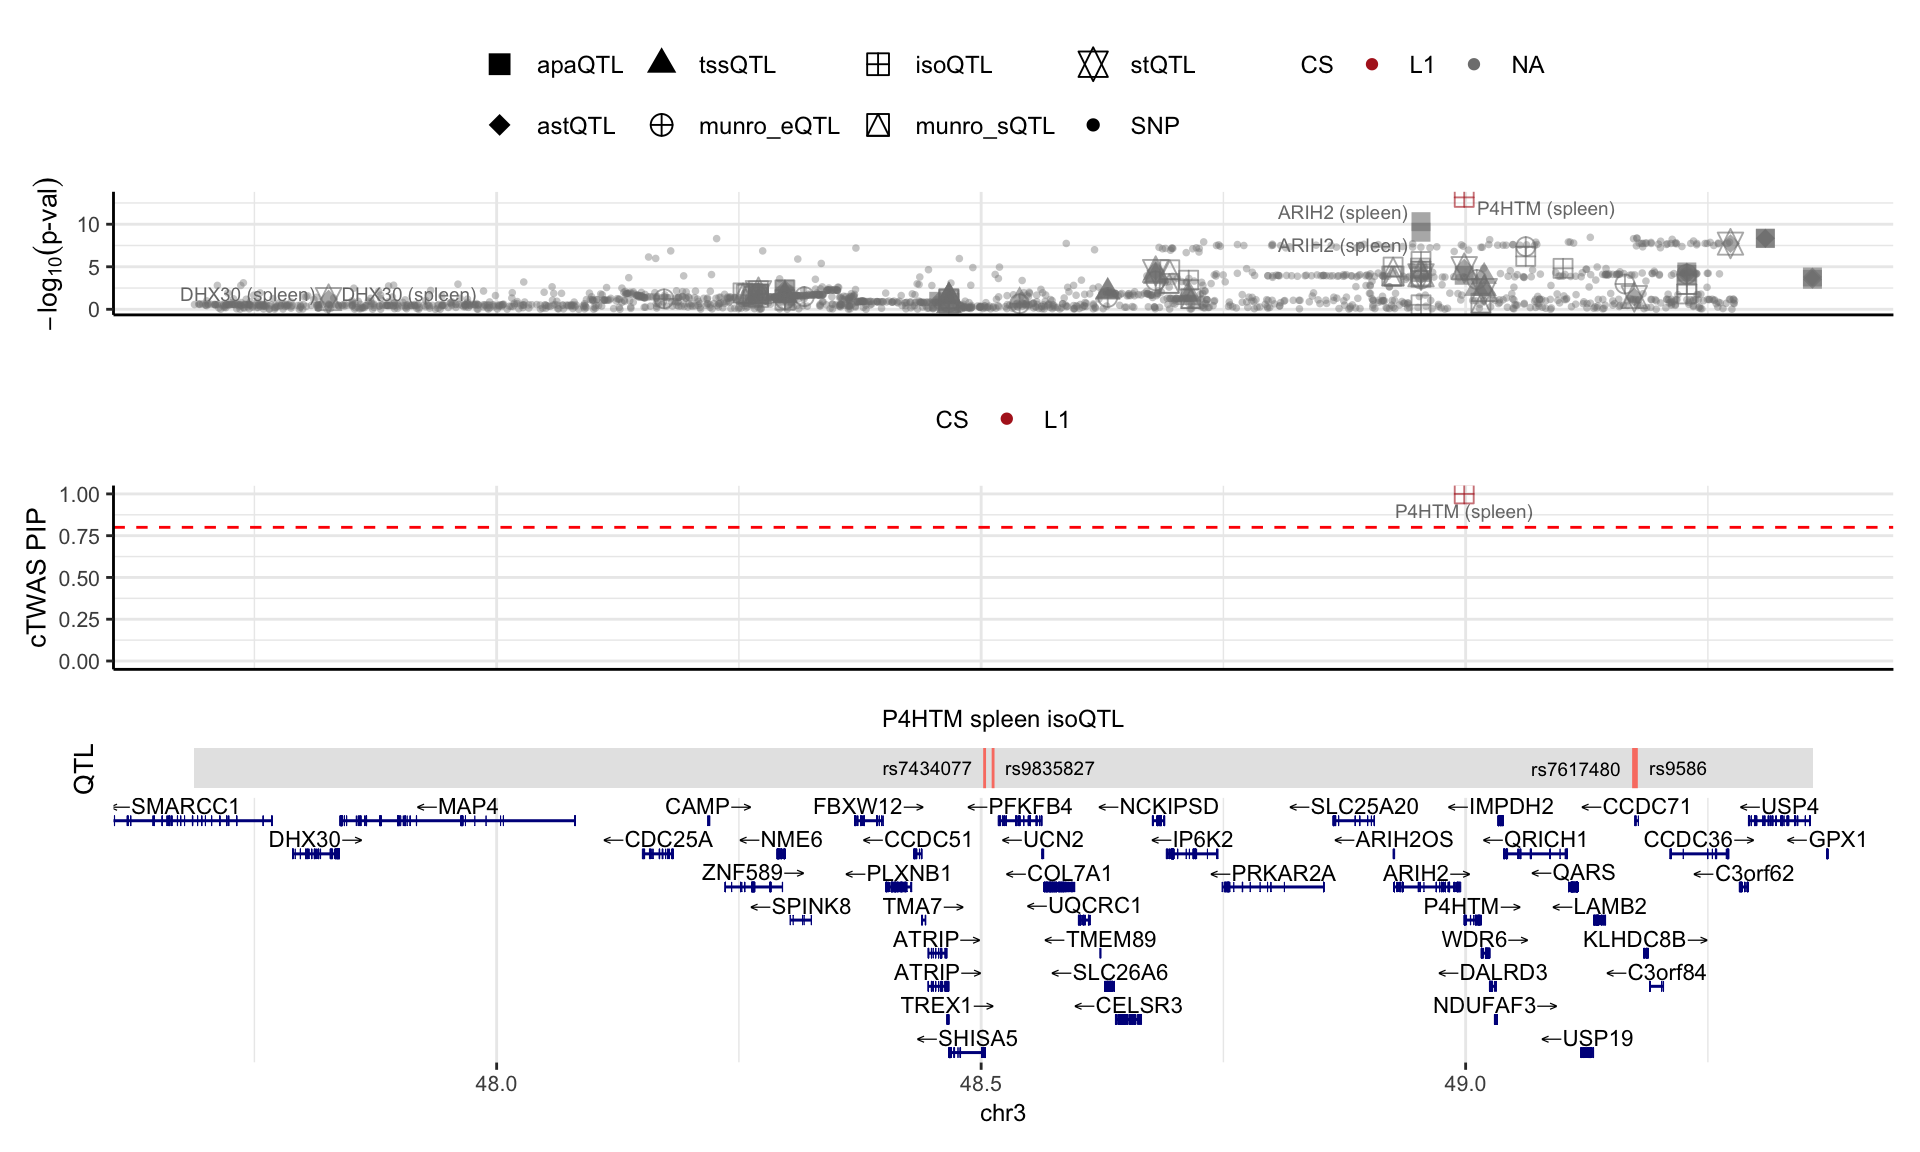 apaQTL tssQTL isoQTL stQTL CS L1 NA
astQTL munro_eQTL munro_sQTL SNP
−log10(p-val)
10
5
0
ARIH2 (spleen)
P4HTM (spleen)
ARIH2 (spleen)
DHX30 (spleen) DHX30 (spleen)
CS L1
cTWAS PIP
1.00
0.75
0.50
0.25
0.00
P4HTM (spleen)
P4HTM spleen isoQTL
QTL
rs7434077 rs9835827 rs7617480 rs9586
←SMARCC1 ←MAP4 CAMP→ FBXW12→ ←PFKFB4 ←NCKIPSD ←SLC25A20 ←IMPDH2 ←CCDC71 ←USP4
DHX30→ ←CDC25A ←NME6 ←CCDC51 ←UCN2 ←IP6K2 ←ARIH2OS ←QRICH1 CCDC36→ ←GPX1
ZNF589→ ←PLXNB1 ←COL7A1 ←PRKAR2A ARIH2→ ←QARS ←C3orf62
←SPINK8 TMA7→ ←UQCRC1 P4HTM→ ←LAMB2
ATRIP→ ←TMEM89 WDR6→ KLHDC8B→
ATRIP→ ←SLC26A6 ←DALRD3 ←C3orf84
TREX1→ ←CELSR3 NDUFAF3→
←SHISA5 ←USP19
48.0 48.5 49.0
chr3